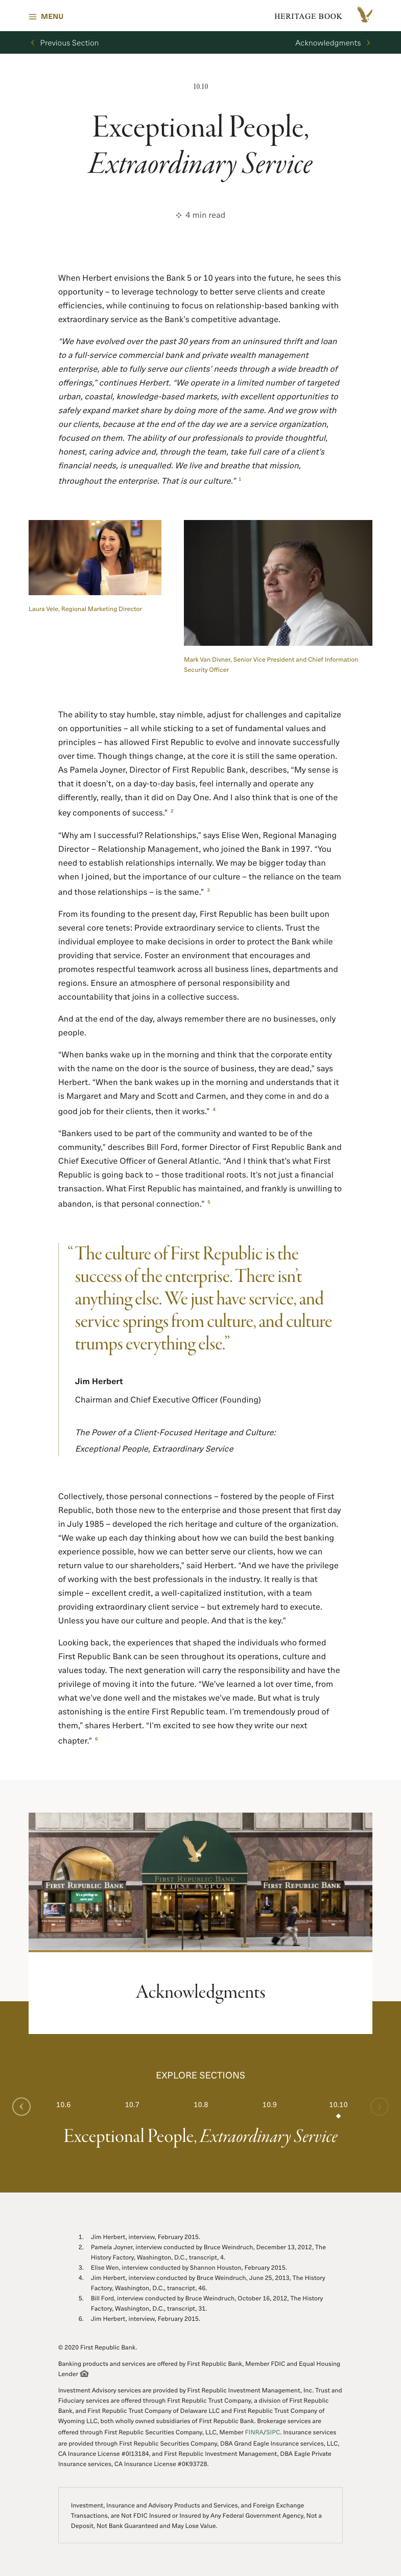 MENU
HERITAGE BOOK
Previous Section
Acknowledgments
10.10
Exceptional People,
Extraordinary Service
4 min read
When Herbert envisions the Bank 5 or 10 years into the future, he sees this
opportunity – to leverage technology to better serve clients and create
efficiencies, while continuing to focus on relationship-based banking with
extraordinary service as the Bank’s competitive advantage.
“We have evolved over the past 30 years from an uninsured thrift and loan
to a full-service commercial bank and private wealth management
enterprise, able to fully serve our clients’ needs through a wide breadth of
offerings,” continues Herbert. “We operate in a limited number of targeted
urban, coastal, knowledge-based markets, with excellent opportunities to
safely expand market share by doing more of the same. And we grow with
our clients, because at the end of the day we are a service organization,
focused on them. The ability of our professionals to provide thoughtful,
honest, caring advice and, through the team, take full care of a client’s
financial needs, is unequalled. We live and breathe that mission,
throughout the enterprise. That is our culture.” 1
Laura Vele, Regional Marketing Director
Mark Van Divner, Senior Vice President and Chief Information
Security Officer
The ability to stay humble, stay nimble, adjust for challenges and capitalize
on opportunities – all while sticking to a set of fundamental values and
principles – has allowed First Republic to evolve and innovate successfully
over time. Though things change, at the core it is still the same operation.
As Pamela Joyner, Director of First Republic Bank, describes, “My sense is
that it doesn’t, on a day-to-day basis, feel internally and operate any
differently, really, than it did on Day One. And I also think that is one of the
key components of success.” 2
“Why am I successful? Relationships,” says Elise Wen, Regional Managing
Director – Relationship Management, who joined the Bank in 1997. “You
need to establish relationships internally. We may be bigger today than
when I joined, but the importance of our culture – the reliance on the team
and those relationships – is the same.” 3
From its founding to the present day, First Republic has been built upon
several core tenets: Provide extraordinary service to clients. Trust the
individual employee to make decisions in order to protect the Bank while
providing that service. Foster an environment that encourages and
promotes respectful teamwork across all business lines, departments and
regions. Ensure an atmosphere of personal responsibility and
accountability that joins in a collective success.
And at the end of the day, always remember there are no businesses, only
people.
“When banks wake up in the morning and think that the corporate entity
with the name on the door is the source of business, they are dead,” says
Herbert. “When the bank wakes up in the morning and understands that it
is Margaret and Mary and Scott and Carmen, and they come in and do a
good job for their clients, then it works.” 4
“Bankers used to be part of the community and wanted to be of the
community,” describes Bill Ford, former Director of First Republic Bank and
Chief Executive Officer of General Atlantic. “And I think that’s what First
Republic is going back to – those traditional roots. It’s not just a financial
transaction. What First Republic has maintained, and frankly is unwilling to
abandon, is that personal connection.” 5
“The culture of First Republic is the
success of the enterprise. There isn’t
anything else. We just have service, and
service springs from culture, and culture
trumps everything else.”
Jim Herbert
Chairman and Chief Executive Officer (Founding)
The Power of a Client-Focused Heritage and Culture:
Exceptional People, Extraordinary Service
Collectively, those personal connections – fostered by the people of First
Republic, both those new to the enterprise and those present that first day
in July 1985 – developed the rich heritage and culture of the organization.
“We wake up each day thinking about how we can build the best banking
experience possible, how we can better serve our clients, how we can
return value to our shareholders,” said Herbert. “And we have the privilege
of working with the best professionals in the industry. It really is that
simple – excellent credit, a well-capitalized institution, with a team
providing extraordinary client service – but extremely hard to execute.
Unless you have our culture and people. And that is the key.”
Looking back, the experiences that shaped the individuals who formed
First Republic Bank can be seen throughout its operations, culture and
values today. The next generation will carry the responsibility and have the
privilege of moving it into the future. “We’ve learned a lot over time, from
what we’ve done well and the mistakes we’ve made. But what is truly
astonishing is the entire First Republic team. I’m tremendously proud of
them,” shares Herbert. “I’m excited to see how they write our next
chapter.” 6
FIRST REPUBLIC BANK
FIRST REPUBLIC BANK
FIRST REPUBLIC BANK
Acknowledgments
EXPLORE SECTIONS
10.6
10.7
10.8
10.9
10.10
Exceptional People, Extraordinary Service
1. Jim Herbert, interview, February 2015.
2. Pamela Joyner, interview conducted by Bruce Weindruch, December 13, 2012, The
History Factory, Washington, D.C., transcript, 4.
3. Elise Wen, interview conducted by Shannon Houston, February 2015.
4. Jim Herbert, interview conducted by Bruce Weindruch, June 25, 2013, The History
Factory, Washington, D.C., transcript, 46.
5. Bill Ford, interview conducted by Bruce Weindruch, October 16, 2012, The History
Factory, Washington, D.C., transcript, 31.
6. Jim Herbert, interview, February 2015.
© 2020 First Republic Bank.
Banking products and services are offered by First Republic Bank, Member FDIC and Equal Housing
Lender
Investment Advisory services are provided by First Republic Investment Management, Inc. Trust and
Fiduciary services are offered through First Republic Trust Company, a division of First Republic
Bank, and First Republic Trust Company of Delaware LLC and First Republic Trust Company of
Wyoming LLC, both wholly owned subsidiaries of First Republic Bank. Brokerage services are
offered through First Republic Securities Company, LLC, Member FINRA/SIPC. Insurance services
are provided through First Republic Securities Company, DBA Grand Eagle Insurance services, LLC,
CA Insurance License #0I13184, and First Republic Investment Management, DBA Eagle Private
Insurance services, CA Insurance License #0K93728.
Investment, Insurance and Advisory Products and Services, and Foreign Exchange
Transactions, are Not FDIC Insured or Insured by Any Federal Government Agency, Not a
Deposit, Not Bank Guaranteed and May Lose Value.